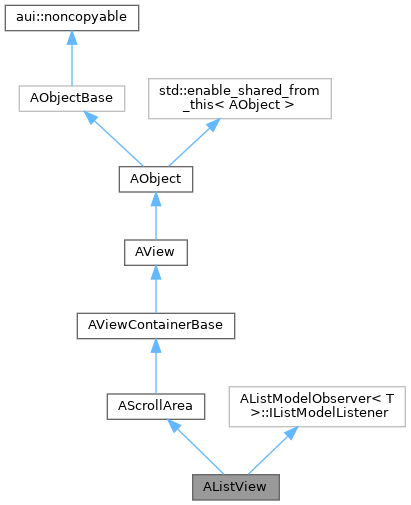 aui::noncopyable
AObjectBase
std::enable_shared_from
_this< AObject >
AObject
AView
AViewContainerBase
AScrollArea
AListModelObserver< T
>::IListModelListener
AListView